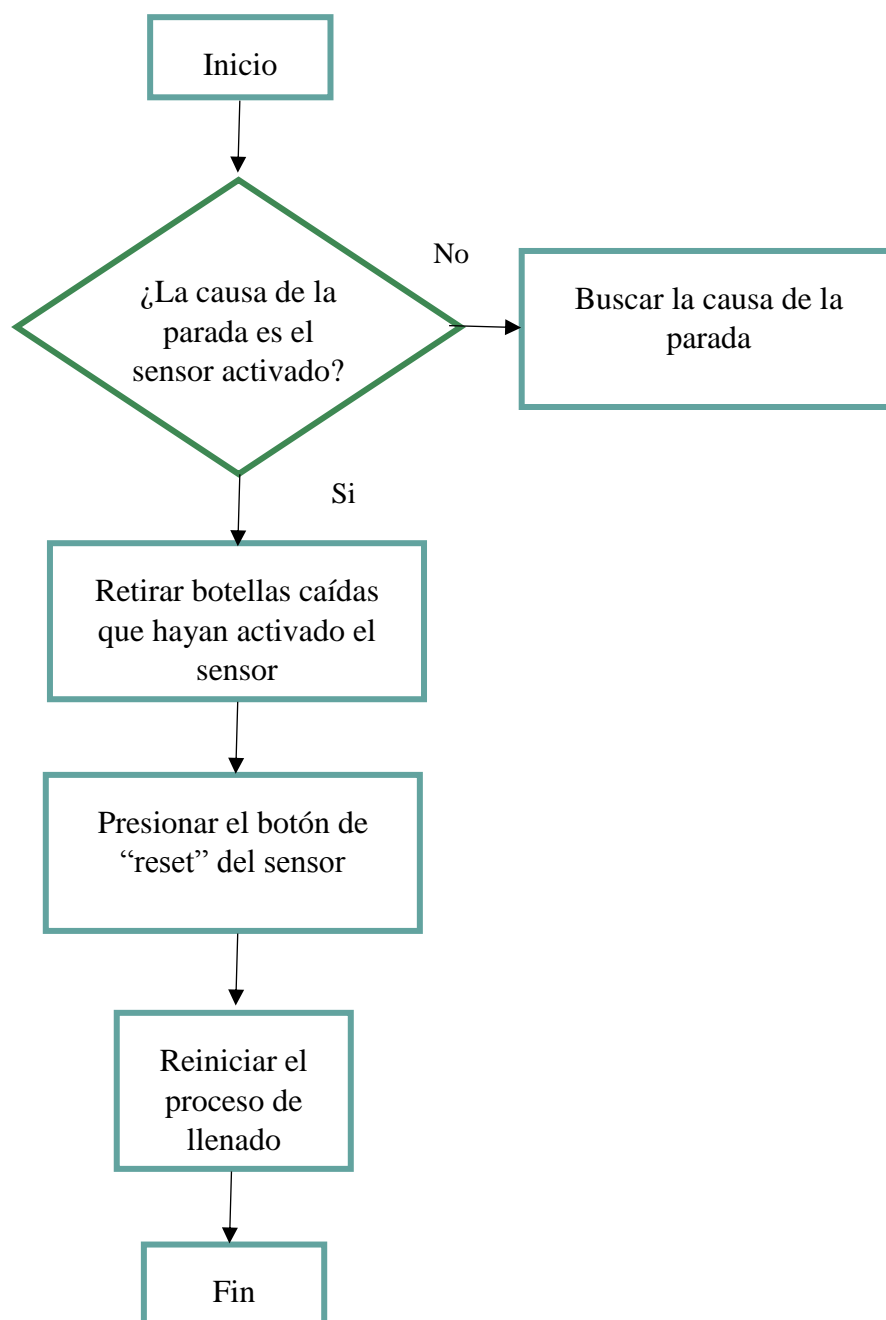 Inicio
¿La causa de la
parada es el
sensor activado?
No
Buscar la causa de la
parada
Si
Retirar botellas caídas
que hayan activado el
sensor
Presionar el botón de
“reset” del sensor
Reiniciar el
proceso de
llenado
Fin